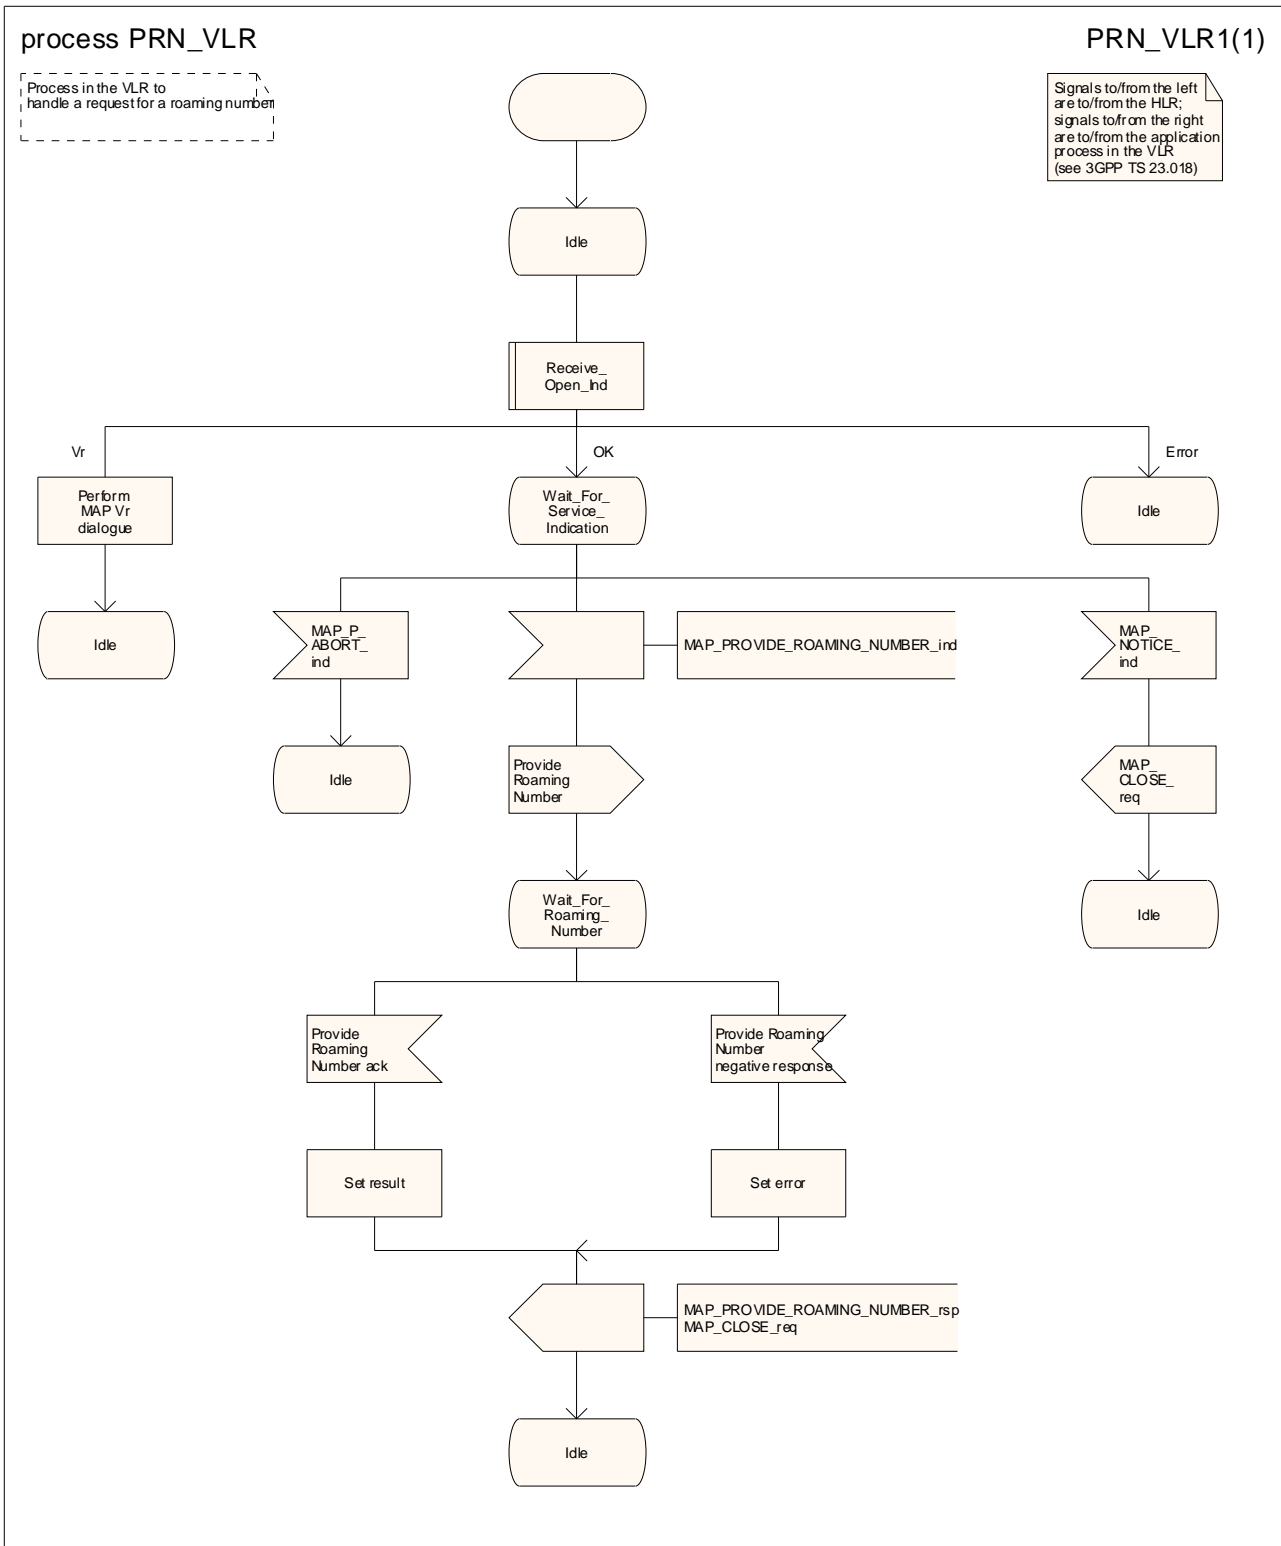 process PRN_VLR
PRN_VLR1(1)
Process in the VLR to
handle a request for a roaming number
Signals to/from the left
are to/from the HLR;
signals to/from the right
are to/from the application
process in the VLR
(see 3GPP TS 23.018)
Idle
Receive_
Open_Ind
Vr
OK
Error
Perform
MAP Vr
dialogue
Wait_For_
Service_
Indication
Idle
Idle
MAP_P_
ABORT_
ind
MAP_PROVIDE_ROAMING_NUMBER_ind
MAP_
NOTICE_
ind
Idle
Provide
Roaming
Number
MAP_
CLOSE_
req
Wait_For_
Roaming_
Number
Idle
Provide
Roaming
Number ack
Provide Roaming
Number
negative response
Set result
Set error
MAP_PROVIDE_ROAMING_NUMBER_rsp
MAP_CLOSE_req
Idle